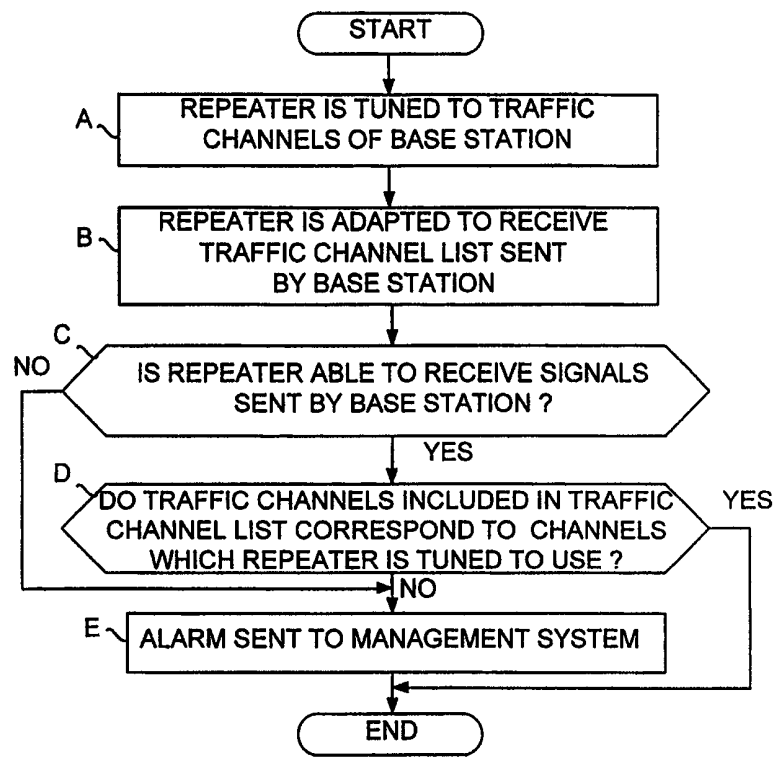 START
A
REPEATER IS TUNED TO TRAFFIC
CHANNELS OF BASE STATION
B
REPEATER IS ADAPTED TO RECEIVE
TRAFFIC CHANNEL LIST SENT
BY BASE STATION
C
NO
IS REPEATER ABLE TO RECEIVE SIGNALS
SENT BY BASE STATION ?
YES
D
DO TRAFFIC CHANNELS INCLUDED IN TRAFFIC
CHANNEL LIST CORRESPOND TO CHANNELS
WHICH REPEATER IS TUNED TO USE ?
YES
NO
E
ALARM SENT TO MANAGEMENT SYSTEM
END